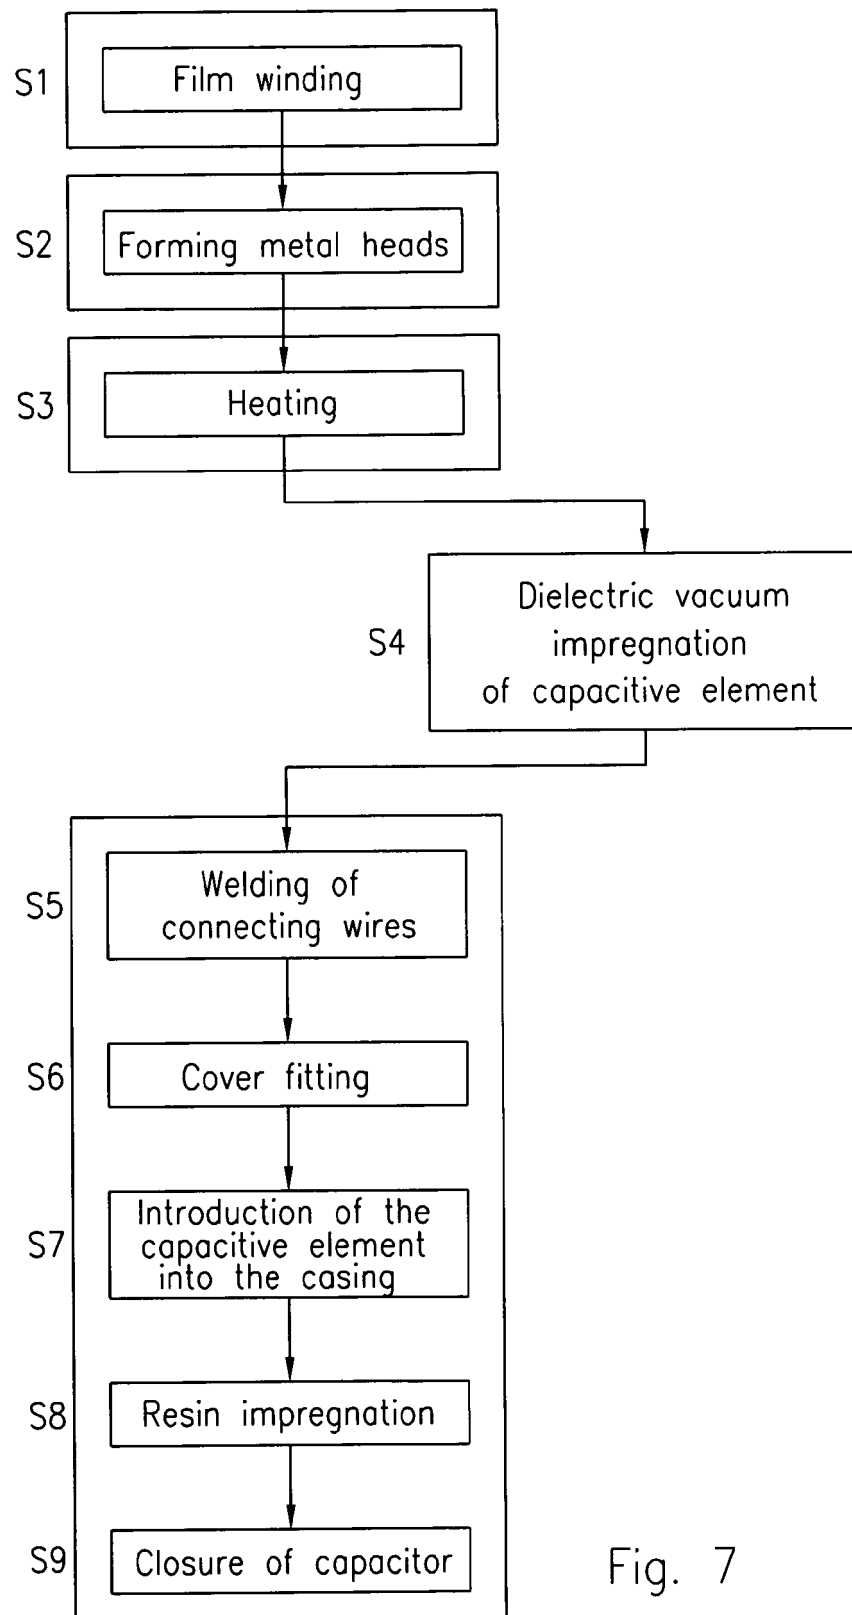 S1
Film winding
S2
Forming metal heads
S3
Heating
S4
Dielectric vacuum
impregnation
of capacitive element
S5
Welding of
connecting wires
S6
Cover fitting
S7
Introduction of the
capacitive element
into the casing
S8
Resin impregnation
S9
Closure of capacitor
Fig. 7